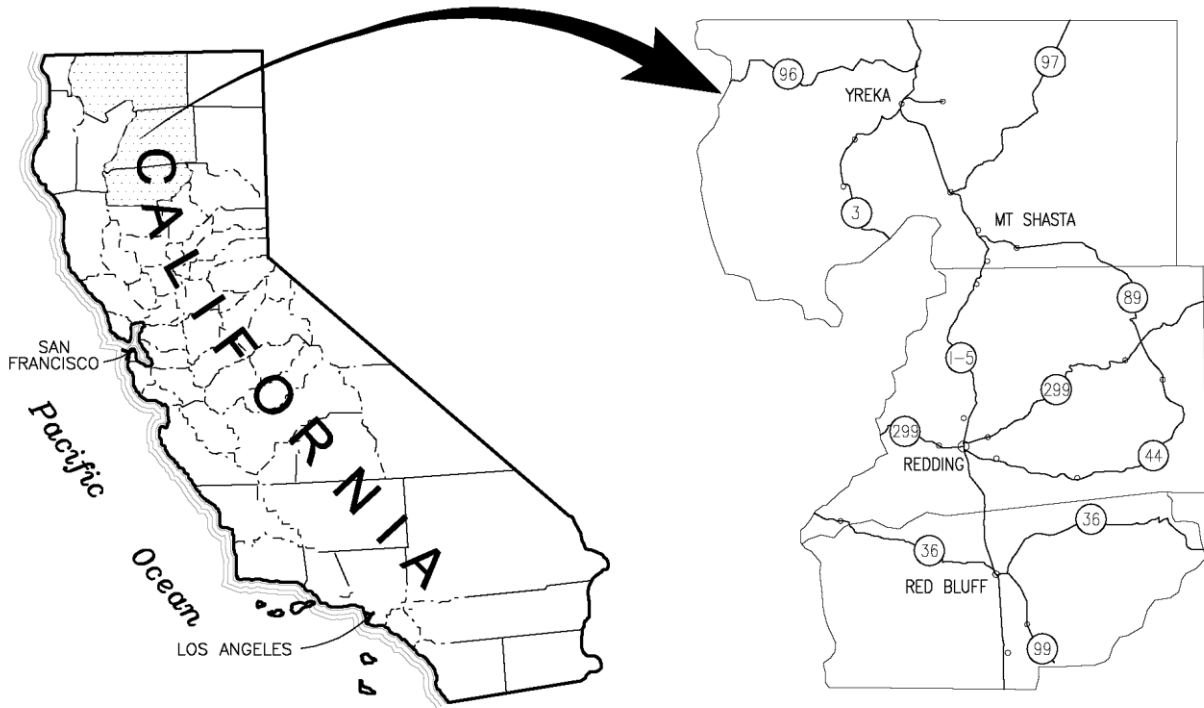 CALIFORNIA
SAN
FRANCISCO
Pacific
Ocean
LOS ANGELES
96
97
YREKA
3
MT SHASTA
89
I-5
299
299
REDDING
44
36
36
RED BLUFF
99